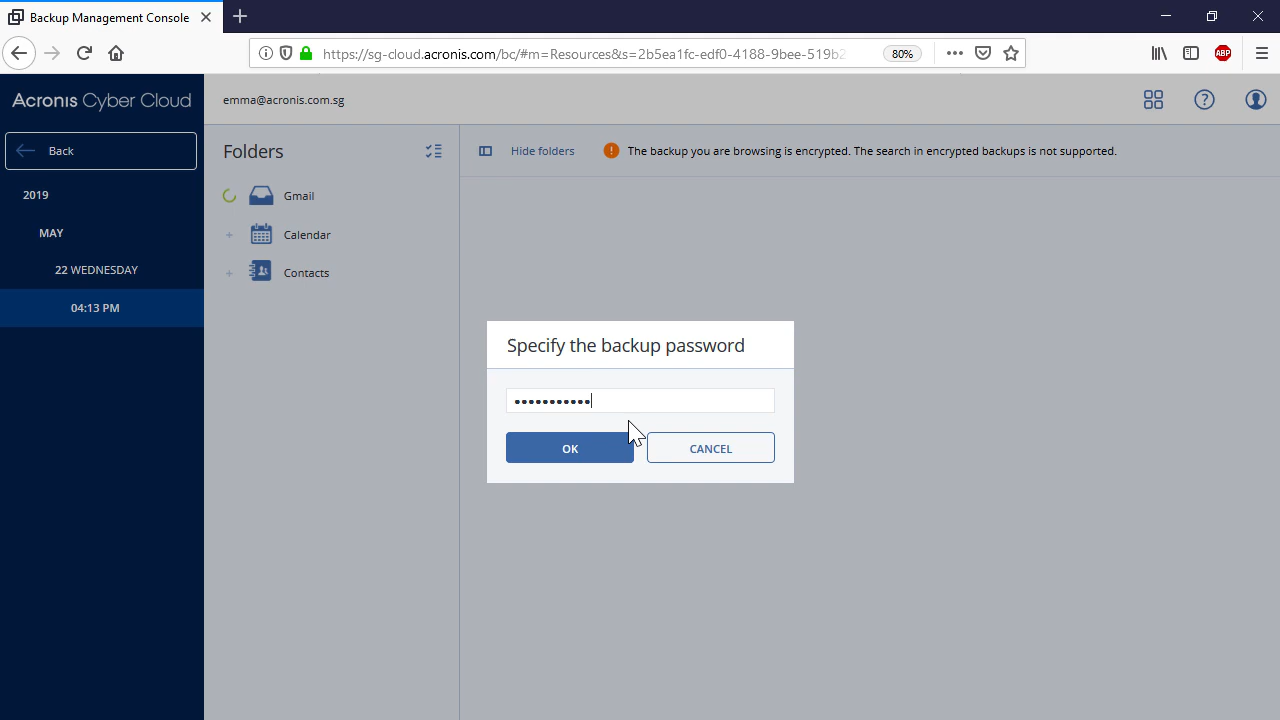 Backup Management Console
https://sg-cloud.acronis.com/bc/#m=Resources&s=2b5ea1fc-edf0-4188-9bee-519b2
80%
ABP
Acronis Cyber Cloud
emma@acronis.com.sg
?
Back
Folders
Hide folders
! The backup you are browsing is encrypted. The search in encrypted backups is not supported.
2019
Gmail
MAY
Calendar
22 WEDNESDAY
Contacts
04:13 PM
Specify the backup password
•••••••••••
OK
CANCEL